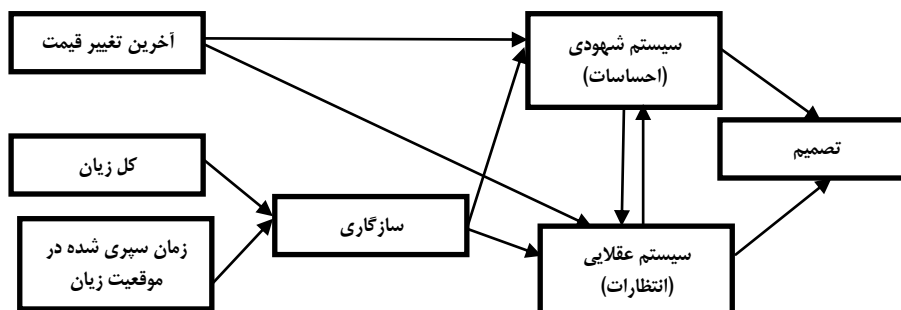 آخرین تغییر قیمت
سیستم شهودی
(احساسات)
تصمیم
کل زیان
سازگاری
زمان سپری شده در
موقعیت زیان
سیستم عقلایی
(انتظارات)